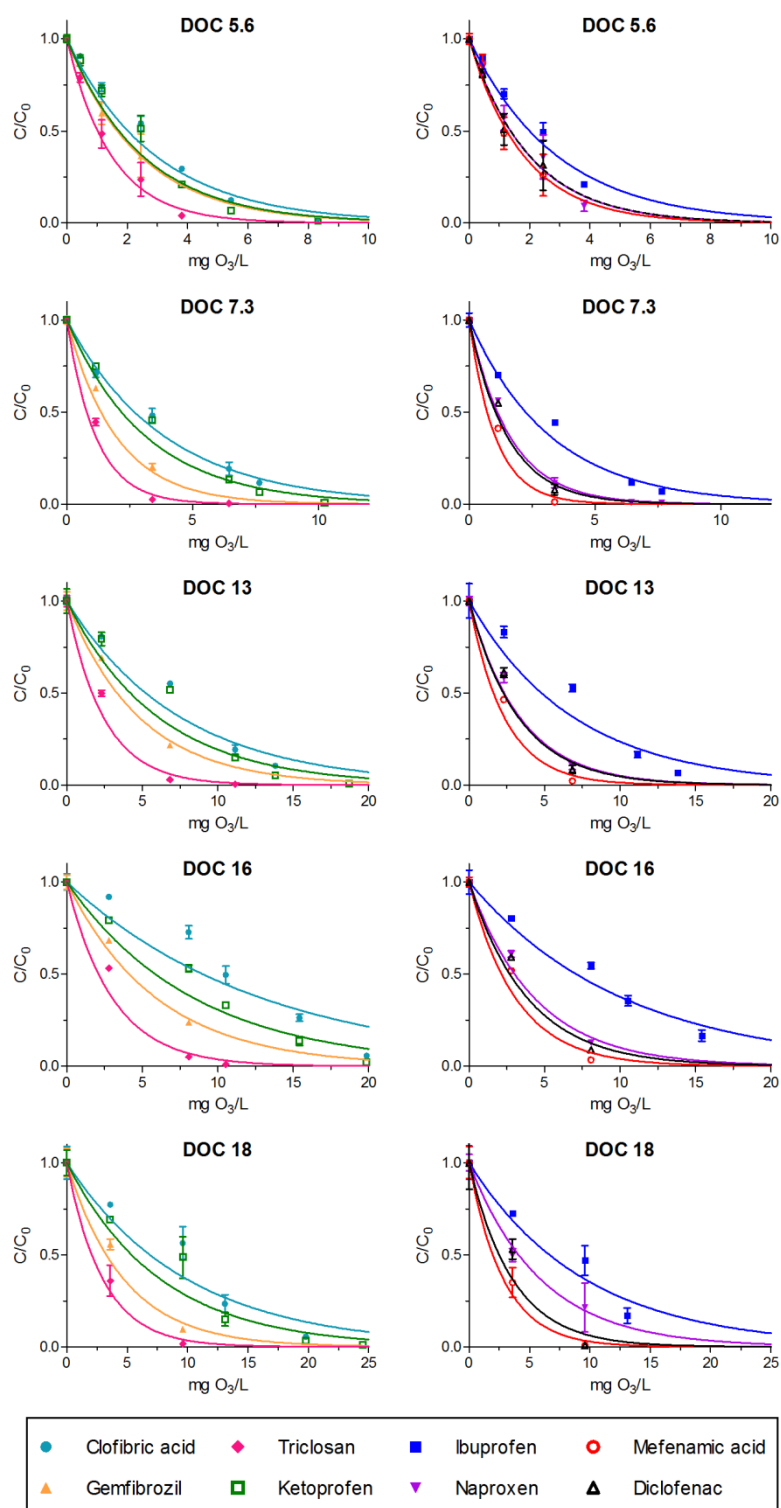 DOC 5.6
C/C0
1.0
0.5
0.0
0 2 4 6 8 10
mg O3/L
DOC 5.6
C/C0
1.0
0.5
0.0
0 2 4 6 8 10
mg O3/L
DOC 7.3
C/C0
1.0
0.5
0.0
0 5 10
mg O3/L
DOC 7.3
C/C0
1.0
0.5
0.0
0 5 10
mg O3/L
DOC 13
C/C0
1.0
0.5
0.0
0 5 10 15 20
mg O3/L
DOC 13
C/C0
1.0
0.5
0.0
0 5 10 15 20
mg O3/L
DOC 16
C/C0
1.0
0.5
0.0
0 5 10 15 20
mg O3/L
DOC 16
C/C0
1.0
0.5
0.0
0 5 10 15 20
mg O3/L
DOC 18
C/C0
1.0
0.5
0.0
0 5 10 15 20 25
mg O3/L
DOC 18
C/C0
1.0
0.5
0.0
0 5 10 15 20 25
mg O3/L
Clofibric acid Triclosan Ibuprofen Mefenamic acid
Gemfibrozil Ketoprofen Naproxen Diclofenac